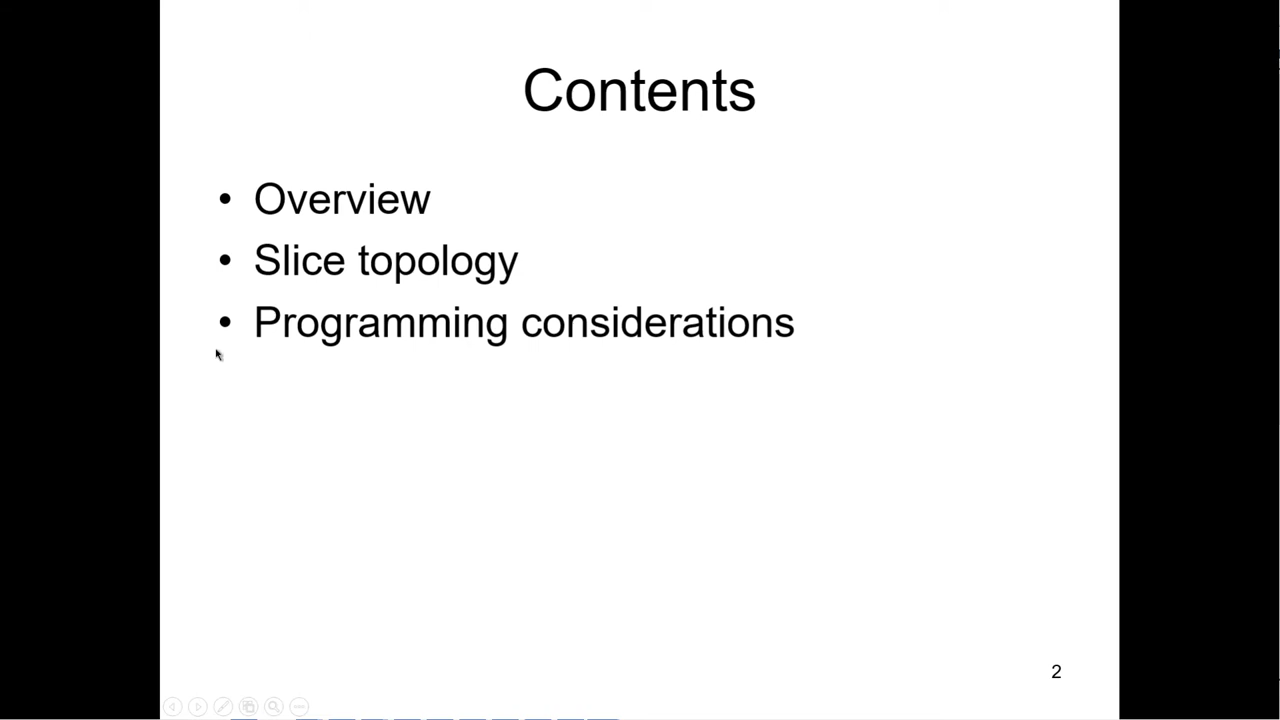 Contents
• Overview
• Slice topology
• Programming considerations
2